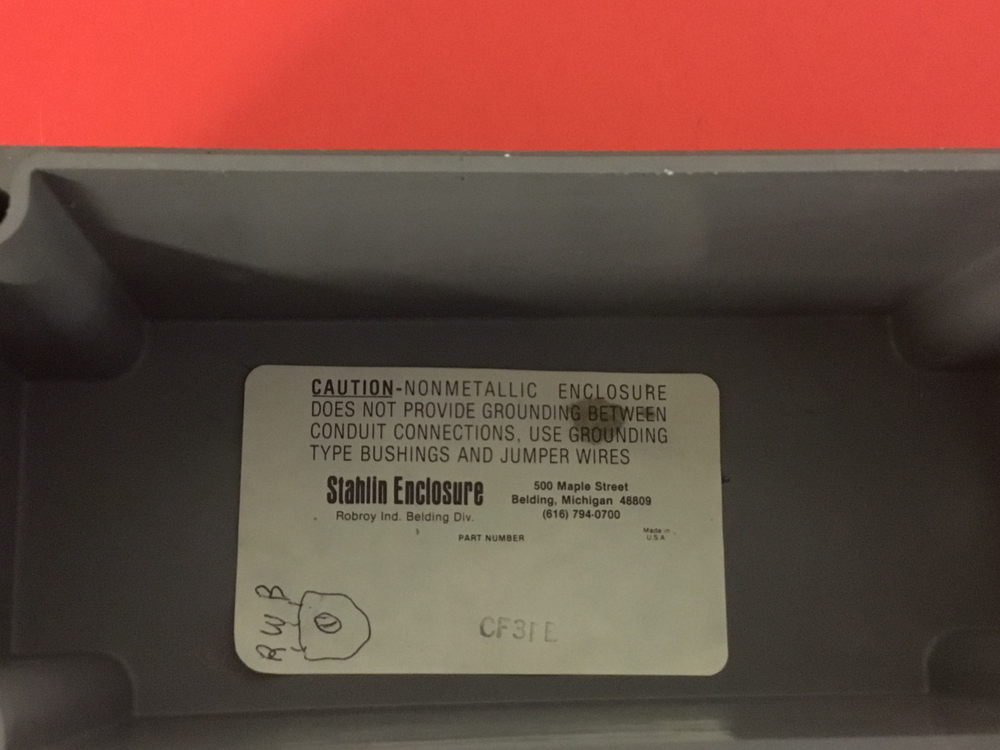 CAUTION-NONMETALLIC ENCLOSURE
DOES NOT PROVIDE GROUNDING BETWEEN
CONDUIT CONNECTIONS, USE GROUNDING
TYPE BUSHINGS AND JUMPER WIRES
Stahlin Enclosure
Robroy Ind. Belding Div.
500 Maple Street
Belding, Michigan 48809
(616) 794-0700
PART NUMBER
Made in
U S A
R W B
CF31E